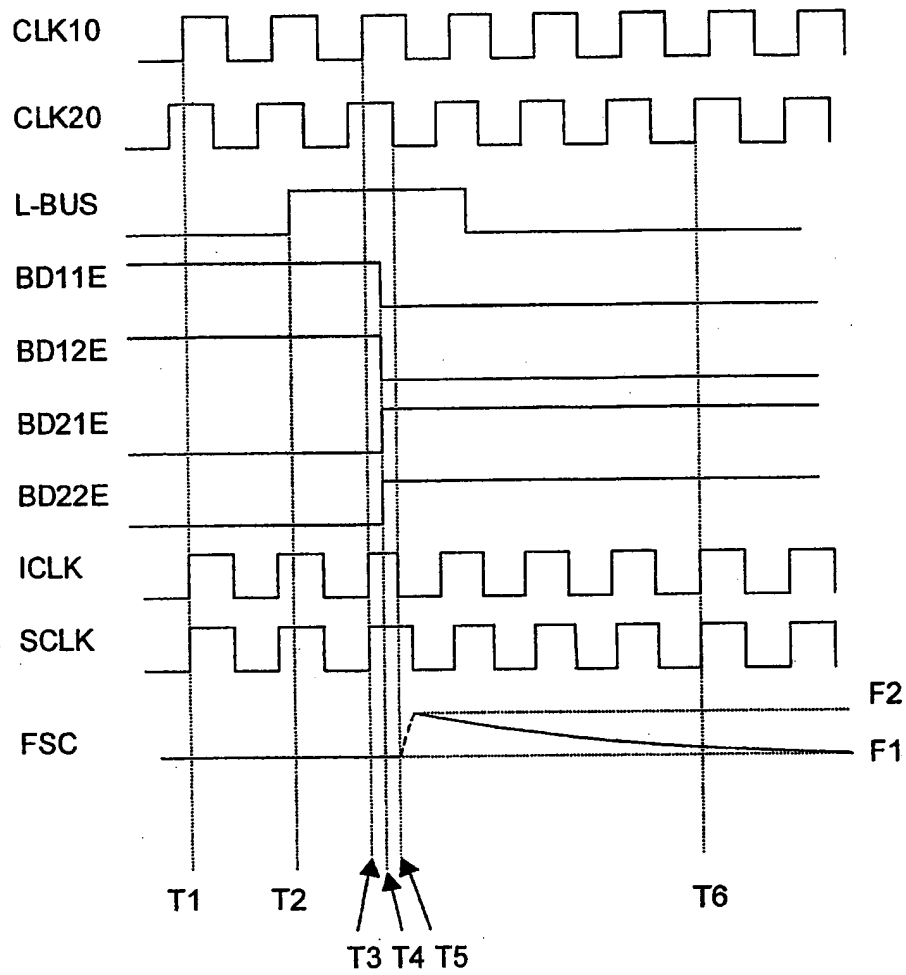 CLK10
CLK20
L-BUS
BD11E
BD12E
BD21E
BD22E
ICLK
SCLK
F2
FSC
F1
T1
T2
T6
T3 T4 T5